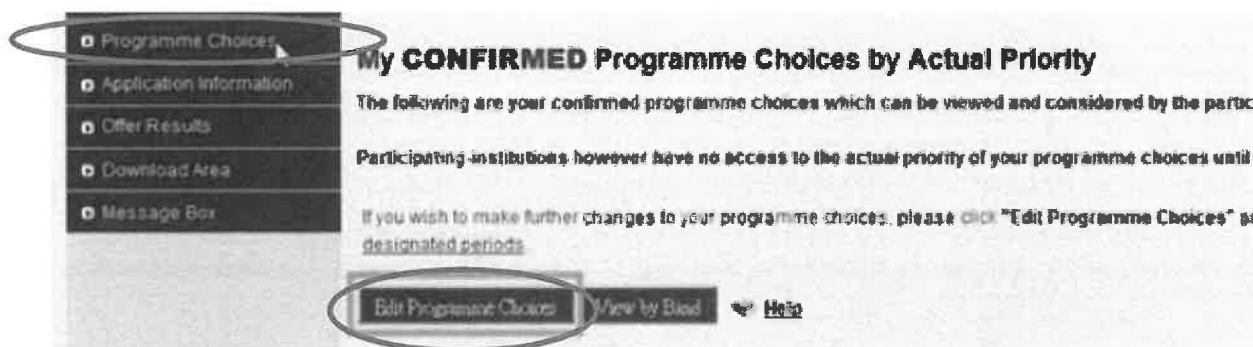 Programme Choices
Application Information
Offer Results
Download Area
Message Box
My CONFIRMED Programme Choices by Actual Priority
The following are your confirmed programme choices which can be viewed and considered by the partic
Participating institutions however have no access to the actual priority of your programme choices until
If you wish to make further changes to your programme choices, please click "Edit Programme Choices" an
designated periods
Edit Programme Choices View by Band Help